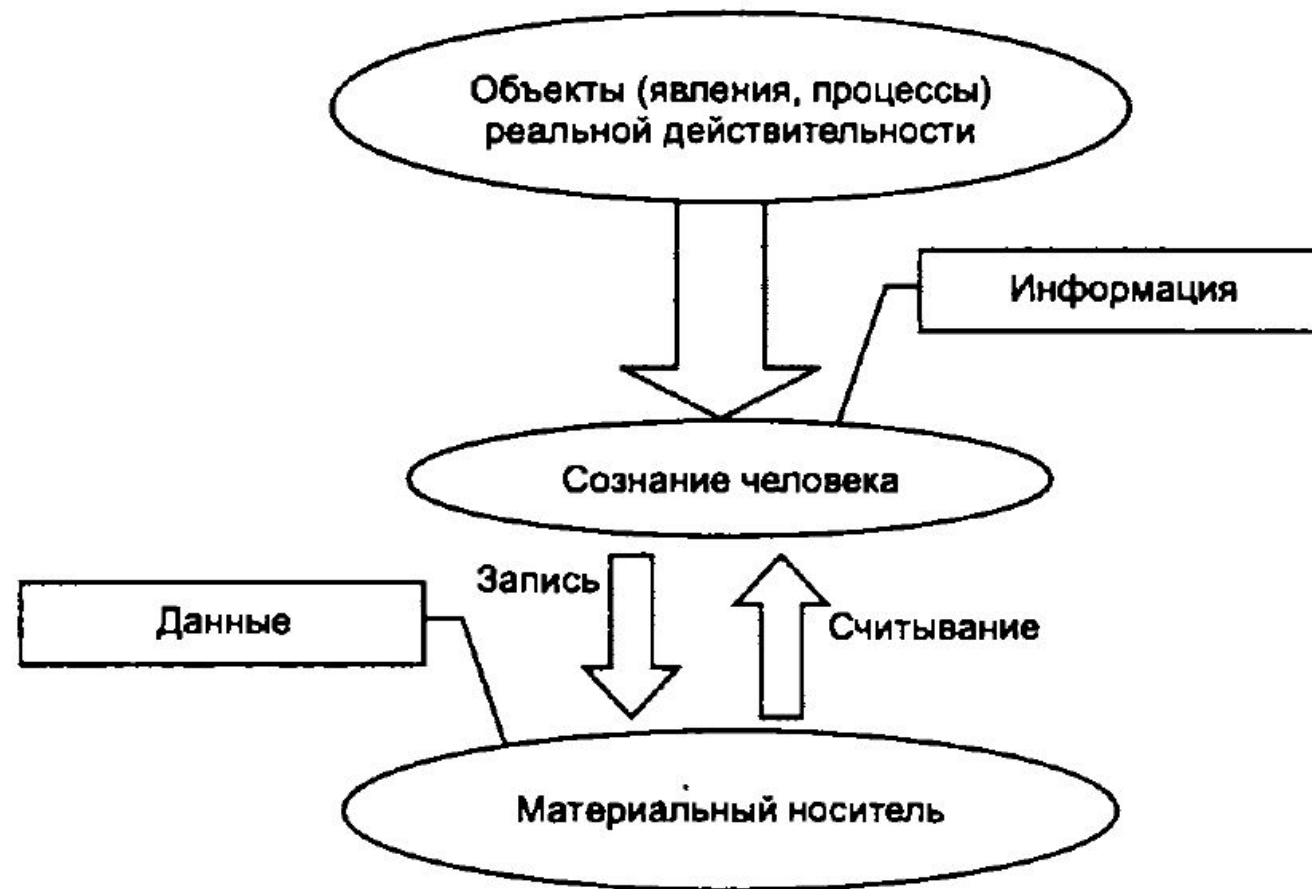 Объекты (явления, процессы)
реальной действительности
Информация
Сознание человека
Запись
Данные
Считывание
Материальный носитель